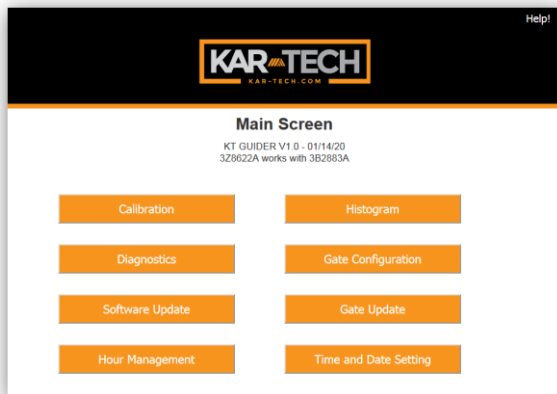 Help!
KAR TECH
KAR-TECH.COM
Main Screen
KT GUIDER V1.0 - 01/14/20
3Z8622A works with 3B2883A
Calibration
Histogram
Diagnostics
Gate Configuration
Software Update
Gate Update
Hour Management
Time and Date Setting